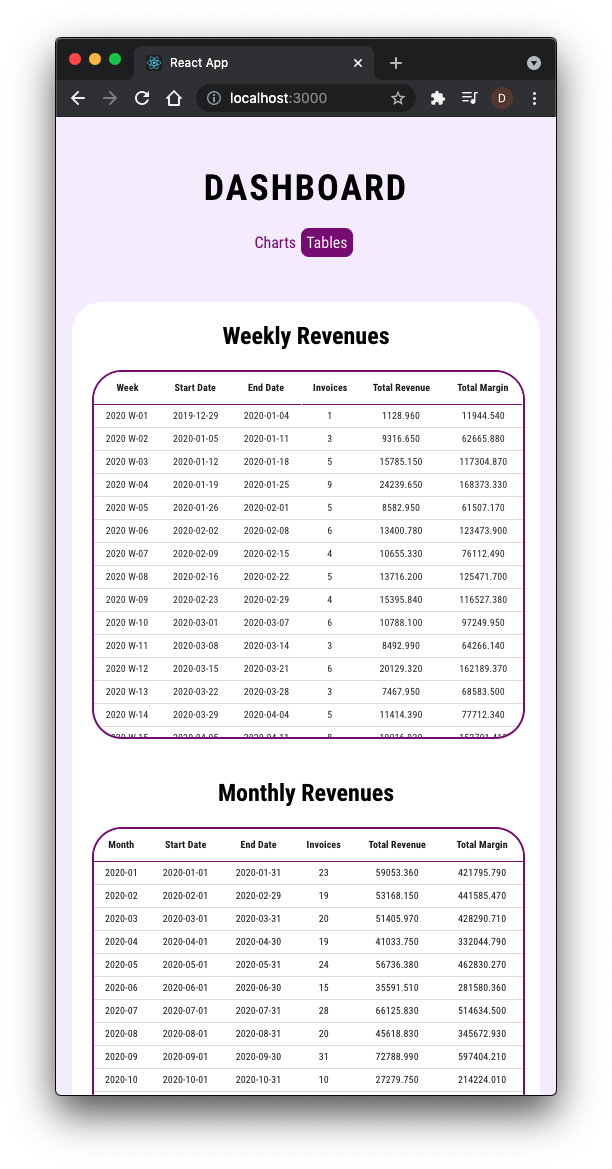 React App
localhost:3000
D
DASHBOARD
Charts Tables
Weekly Revenues
Week Start Date End Date Invoices Total Revenue Total Margin
2020 W-01 2019-12-29 2020-01-04 1 1128.960 11944.540
2020 W-02 2020-01-05 2020-01-11 3 9316.650 62665.880
2020 W-03 2020-01-12 2020-01-18 5 15785.150 117304.870
2020 W-04 2020-01-19 2020-01-25 9 24239.650 168373.330
2020 W-05 2020-01-26 2020-02-01 5 8582.950 61507.170
2020 W-06 2020-02-02 2020-02-08 6 13400.780 123473.900
2020 W-07 2020-02-09 2020-02-15 4 10655.330 76112.490
2020 W-08 2020-02-16 2020-02-22 5 13716.200 125471.700
2020 W-09 2020-02-23 2020-02-29 4 15395.840 116527.380
2020 W-10 2020-03-01 2020-03-07 6 10788.100 97249.950
2020 W-11 2020-03-08 2020-03-14 3 8492.990 64266.140
2020 W-12 2020-03-15 2020-03-21 6 20129.320 162189.370
2020 W-13 2020-03-22 2020-03-28 3 7467.950 68583.500
2020 W-14 2020-03-29 2020-04-04 5 11414.390 77712.340
2020 W-15 2020-04-05 2020-04-11
Monthly Revenues
Month Start Date End Date Invoices Total Revenue Total Margin
2020-01 2020-01-01 2020-01-31 23 59053.360 421795.790
2020-02 2020-02-01 2020-02-29 19 53168.150 441585.470
2020-03 2020-03-01 2020-03-31 20 51405.970 428290.710
2020-04 2020-04-01 2020-04-30 19 41033.750 332044.790
2020-05 2020-05-01 2020-05-31 24 56736.380 462830.270
2020-06 2020-06-01 2020-06-30 15 35591.510 281580.360
2020-07 2020-07-01 2020-07-31 28 66125.830 514634.500
2020-08 2020-08-01 2020-08-31 20 45618.830 345672.930
2020-09 2020-09-01 2020-09-30 31 72788.990 597404.210
2020-10 2020-10-01 2020-10-31 10 27279.750 214224.010